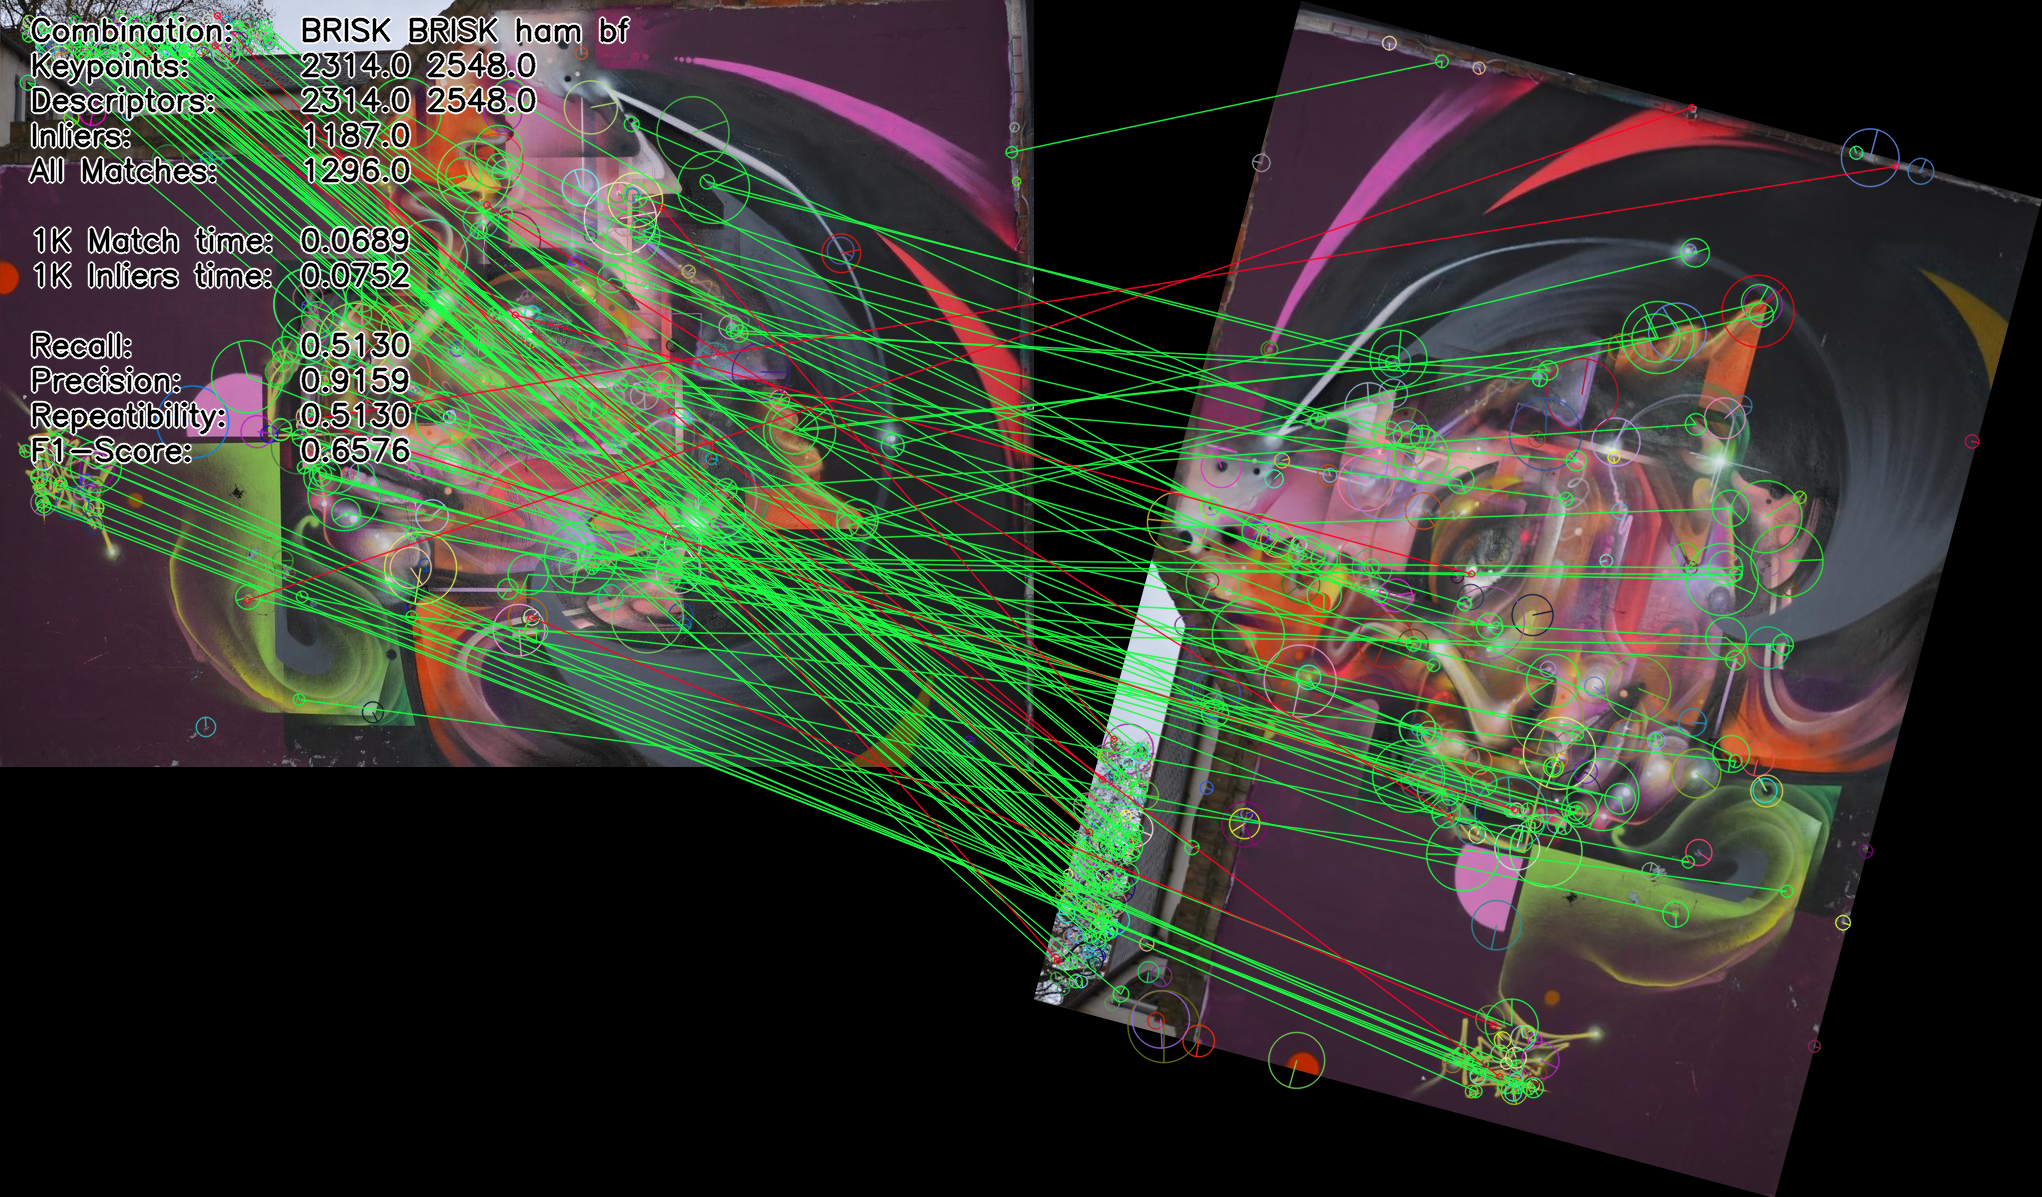 Combination: BRISK BRISK ham bf
Keypoints: 2314.0 2548.0
Descriptors: 2314.0 2548.0
Inliers: 1187.0
All Matches: 1296.0
1K Match time: 0.0689
1K Inliers time: 0.0752
Recall: 0.5130
Precision: 0.9159
Repeatibility: 0.5130
F1-Score: 0.6576